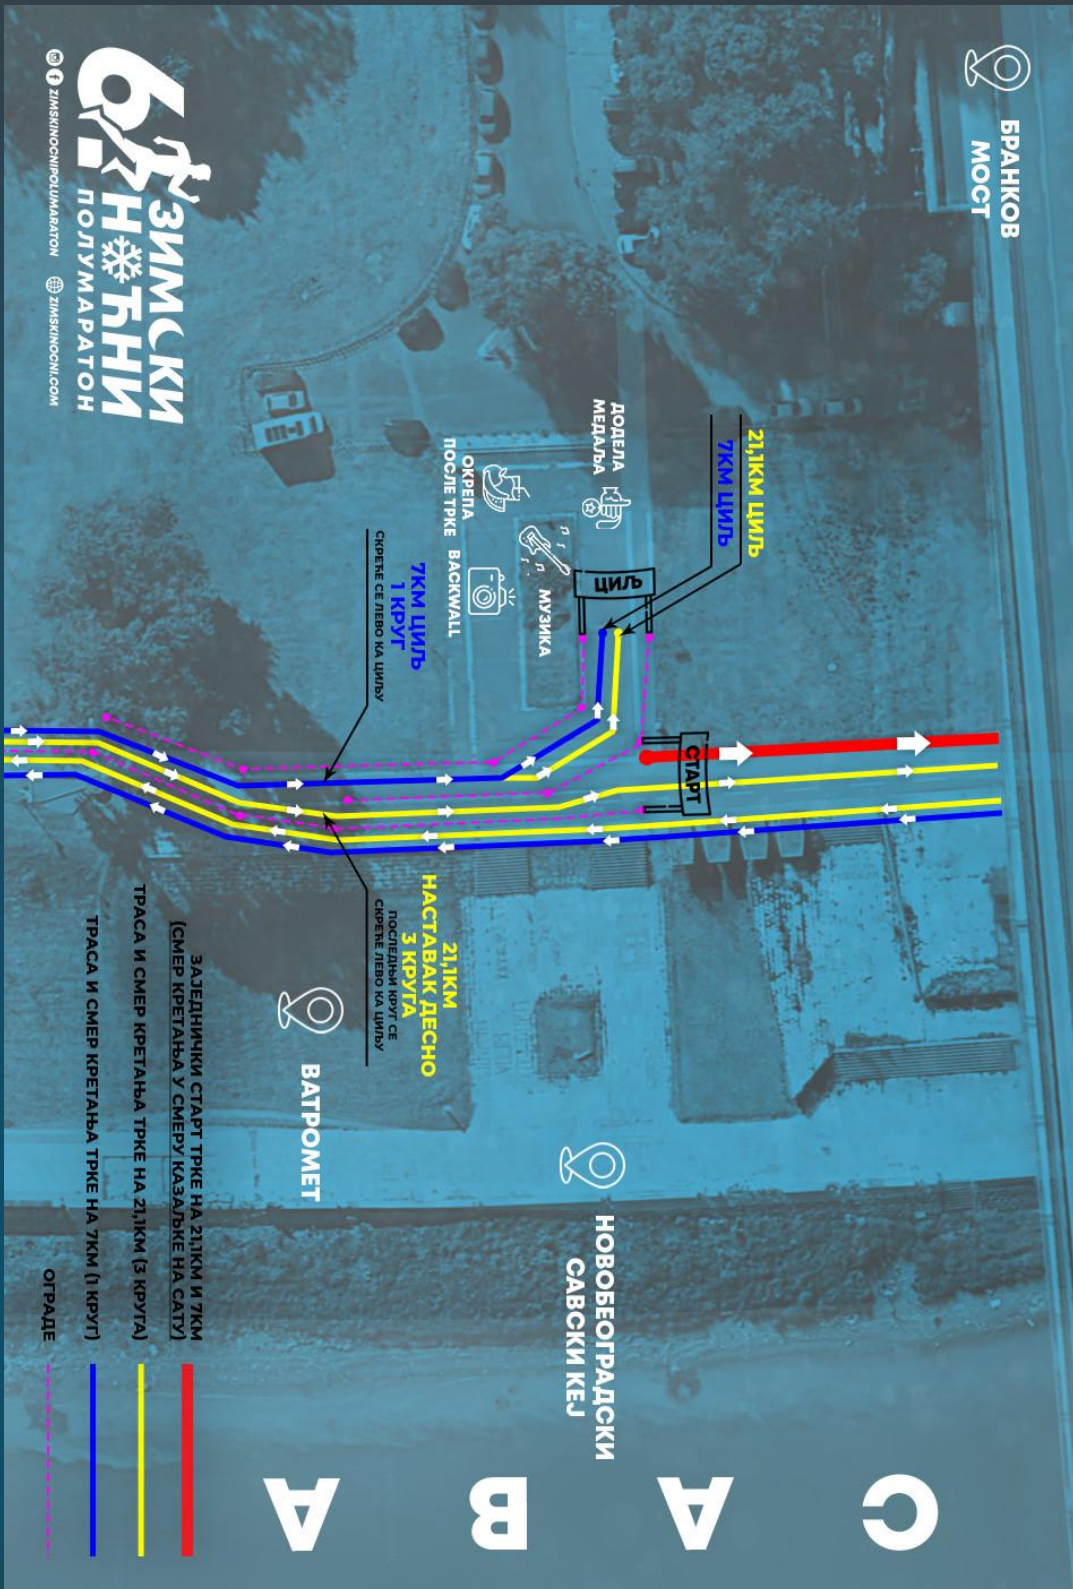 БРАНКОВ
МОСТ
6.
ЗИМСКИ
НОЋНИ
ПОЛУМАРАТОН
ZIMSKINOCNIPOLUMARATON
ZIMSKINOCNI.COM
21,1КМ ЦИЉ
7КМ ЦИЉ
ДОДЕЛА
МЕДАЉА
ЦИЉ
СТАРТ
МУЗИКА
ОКРЕПА
ПОСЛЕ ТРКЕ
BACKWALL
7КМ ЦИЉ
1 КРУГ
СКРЕЋЕ СЕ ЛЕВО КА ЦИЉУ
21,1КМ
НАСТАВАК ДЕСНО
3 КРУГА
ПОСЛЕДЊИ КРУГ СЕ
СКРЕЋЕ ЛЕВО КА ЦИЉУ
ВАТРОМЕТ
НОВОБЕОГРАДСКИ
САВСКИ КЕЈ
САВА
ЗАЈЕДНИЧКИ СТАРТ ТРКЕ НА 21,1КМ И 7КМ
(СМЕР КРЕТАЊА У СМЕРУ КАЗАЉКЕ НА САТУ)
ТРАСА И СМЕР КРЕТАЊА ТРКЕ НА 21,1КМ (3 КРУГА)
ТРАСА И СМЕР КРЕТАЊА ТРКЕ НА 7КМ (1 КРУГ)
ОГРАДЕ